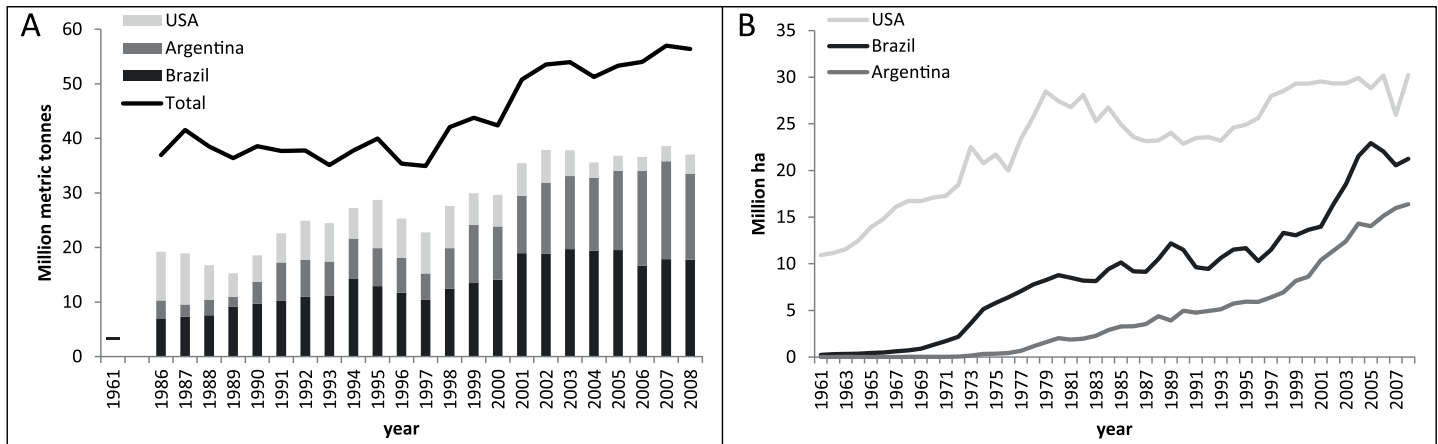 A
USA
Argentina
Brazil
Total
Million metric tonnes
60
50
40
30
20
10
0
1961 1986 1987 1988 1989 1990 1991 1992 1993 1994 1995 1996 1997 1998 1999 2000 2001 2002 2003 2004 2005 2006 2007 2008
year
B
USA
Brazil
Argentina
Million ha
35
30
25
20
15
10
5
0
1961 1963 1965 1967 1969 1971 1973 1975 1977 1979 1981 1983 1985 1987 1989 1991 1993 1995 1997 1999 2001 2003 2005 2007
year